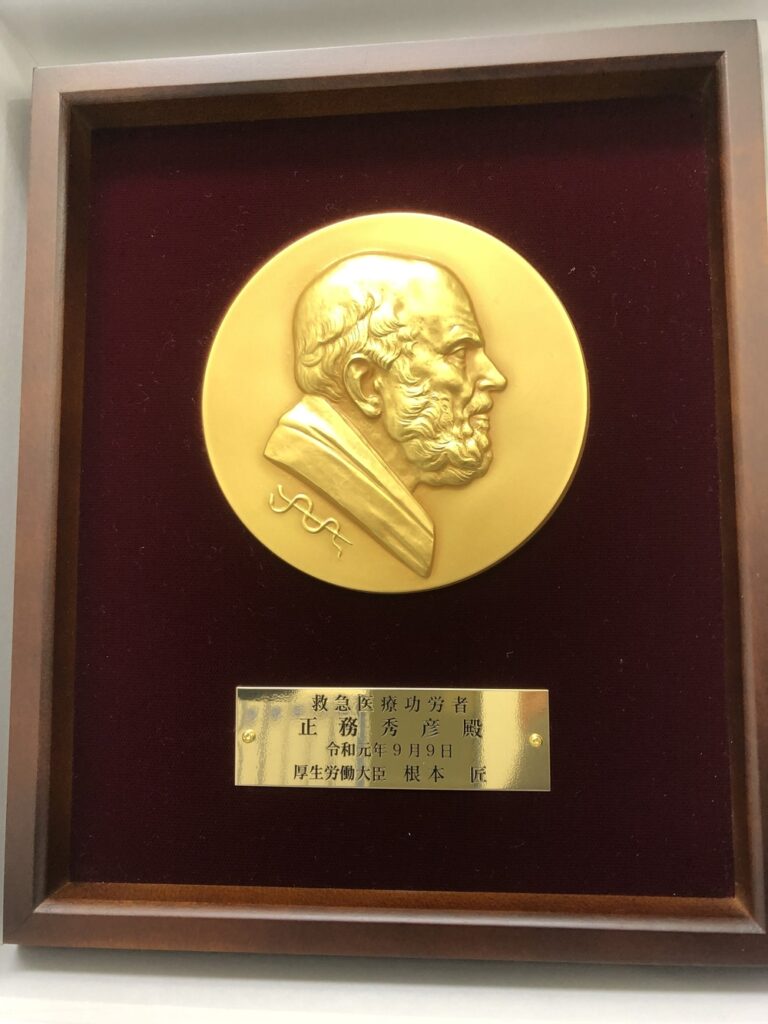 救急医療功労者
正務秀彦殿
令和元年9月9日
厚生労働大臣 根本 匠